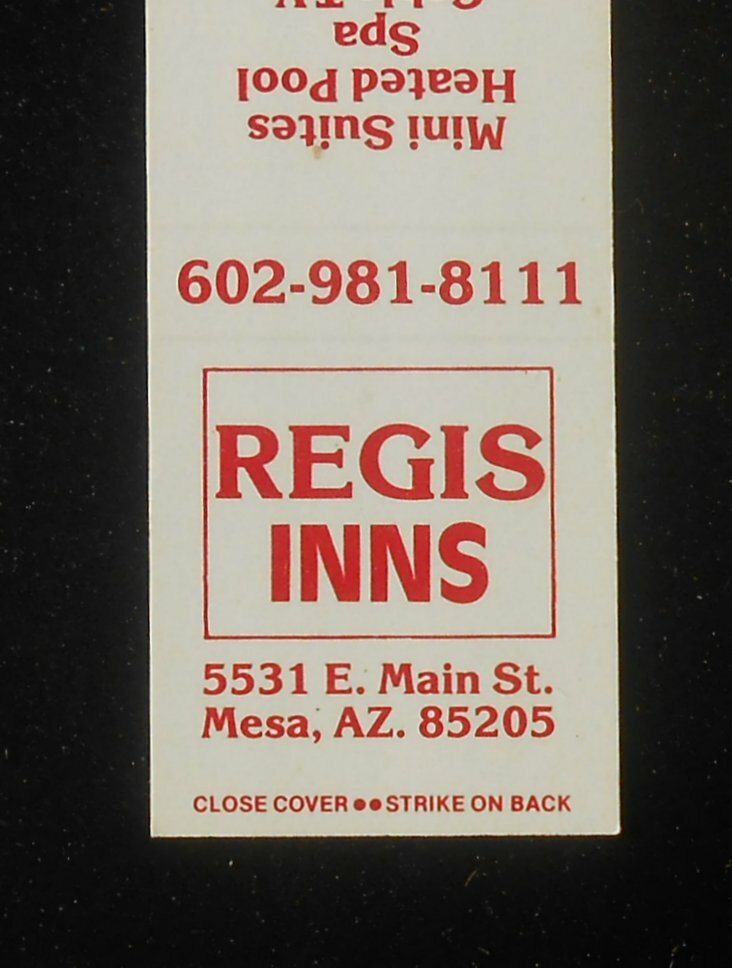 Mini Suites
Heated Pool
Spa
602-981-8111
REGIS
INNS
5531 E. Main St.
Mesa, AZ. 85205
CLOSE COVER ●● STRIKE ON BACK